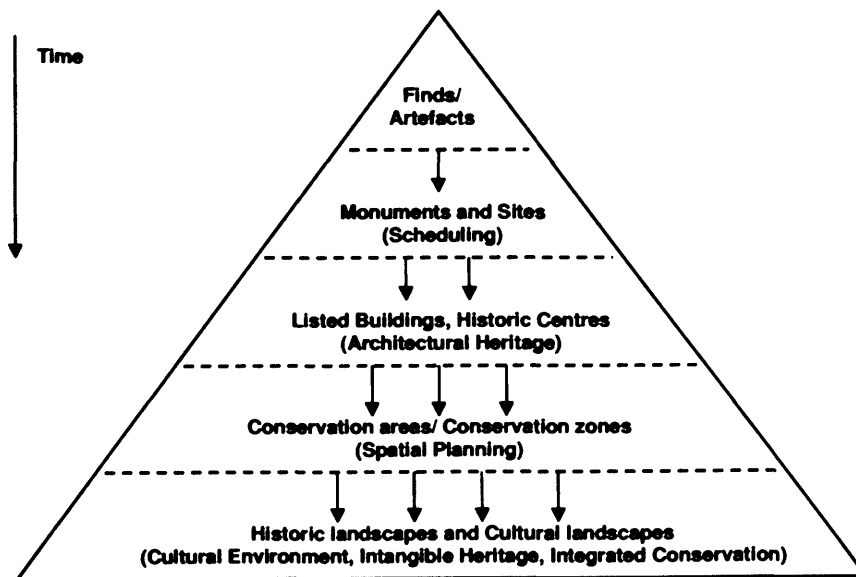 Time
Finds/
Artefacts
Monuments and Sites
(Scheduling)
Listed Buildings, Historic Centres
(Architectural Heritage)
Conservation areas/ Conservation zones
(Spatial Planning)
Historic landscapes and Cultural landscapes
(Cultural Environment, Intangible Heritage, Integrated Conservation)